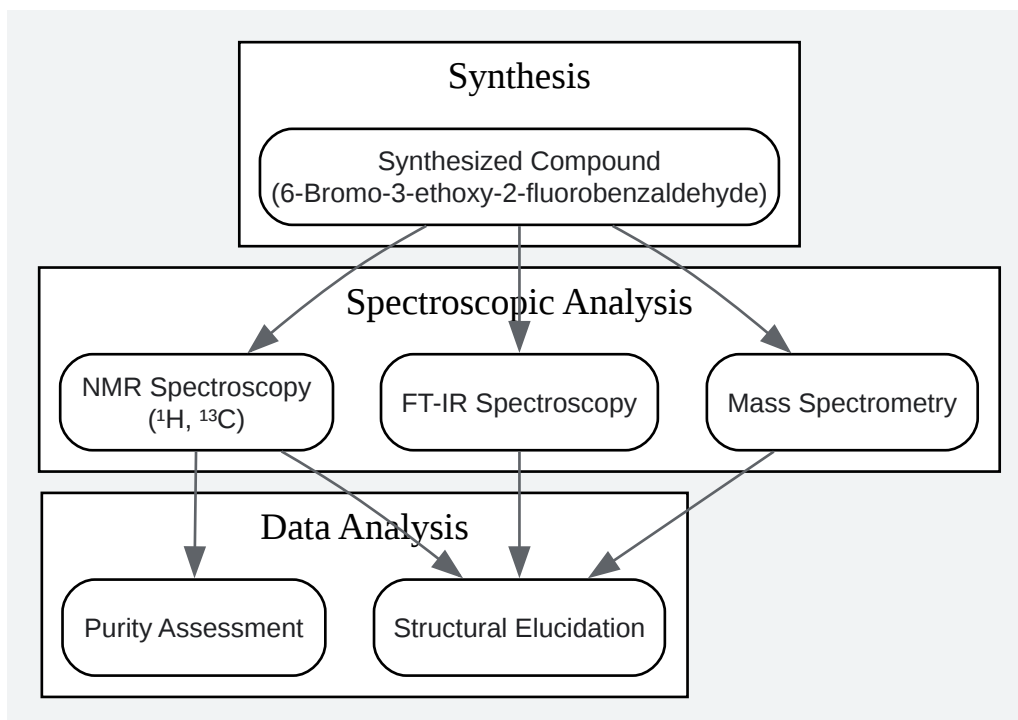 Synthesis
Synthesized Compound
(6-Bromo-3-ethoxy-2-fluorobenzaldehyde)
Spectroscopic Analysis
NMR Spectroscopy
(¹H, ¹³C)
FT-IR Spectroscopy
Mass Spectrometry
Data Analysis
Purity Assessment
Structural Elucidation